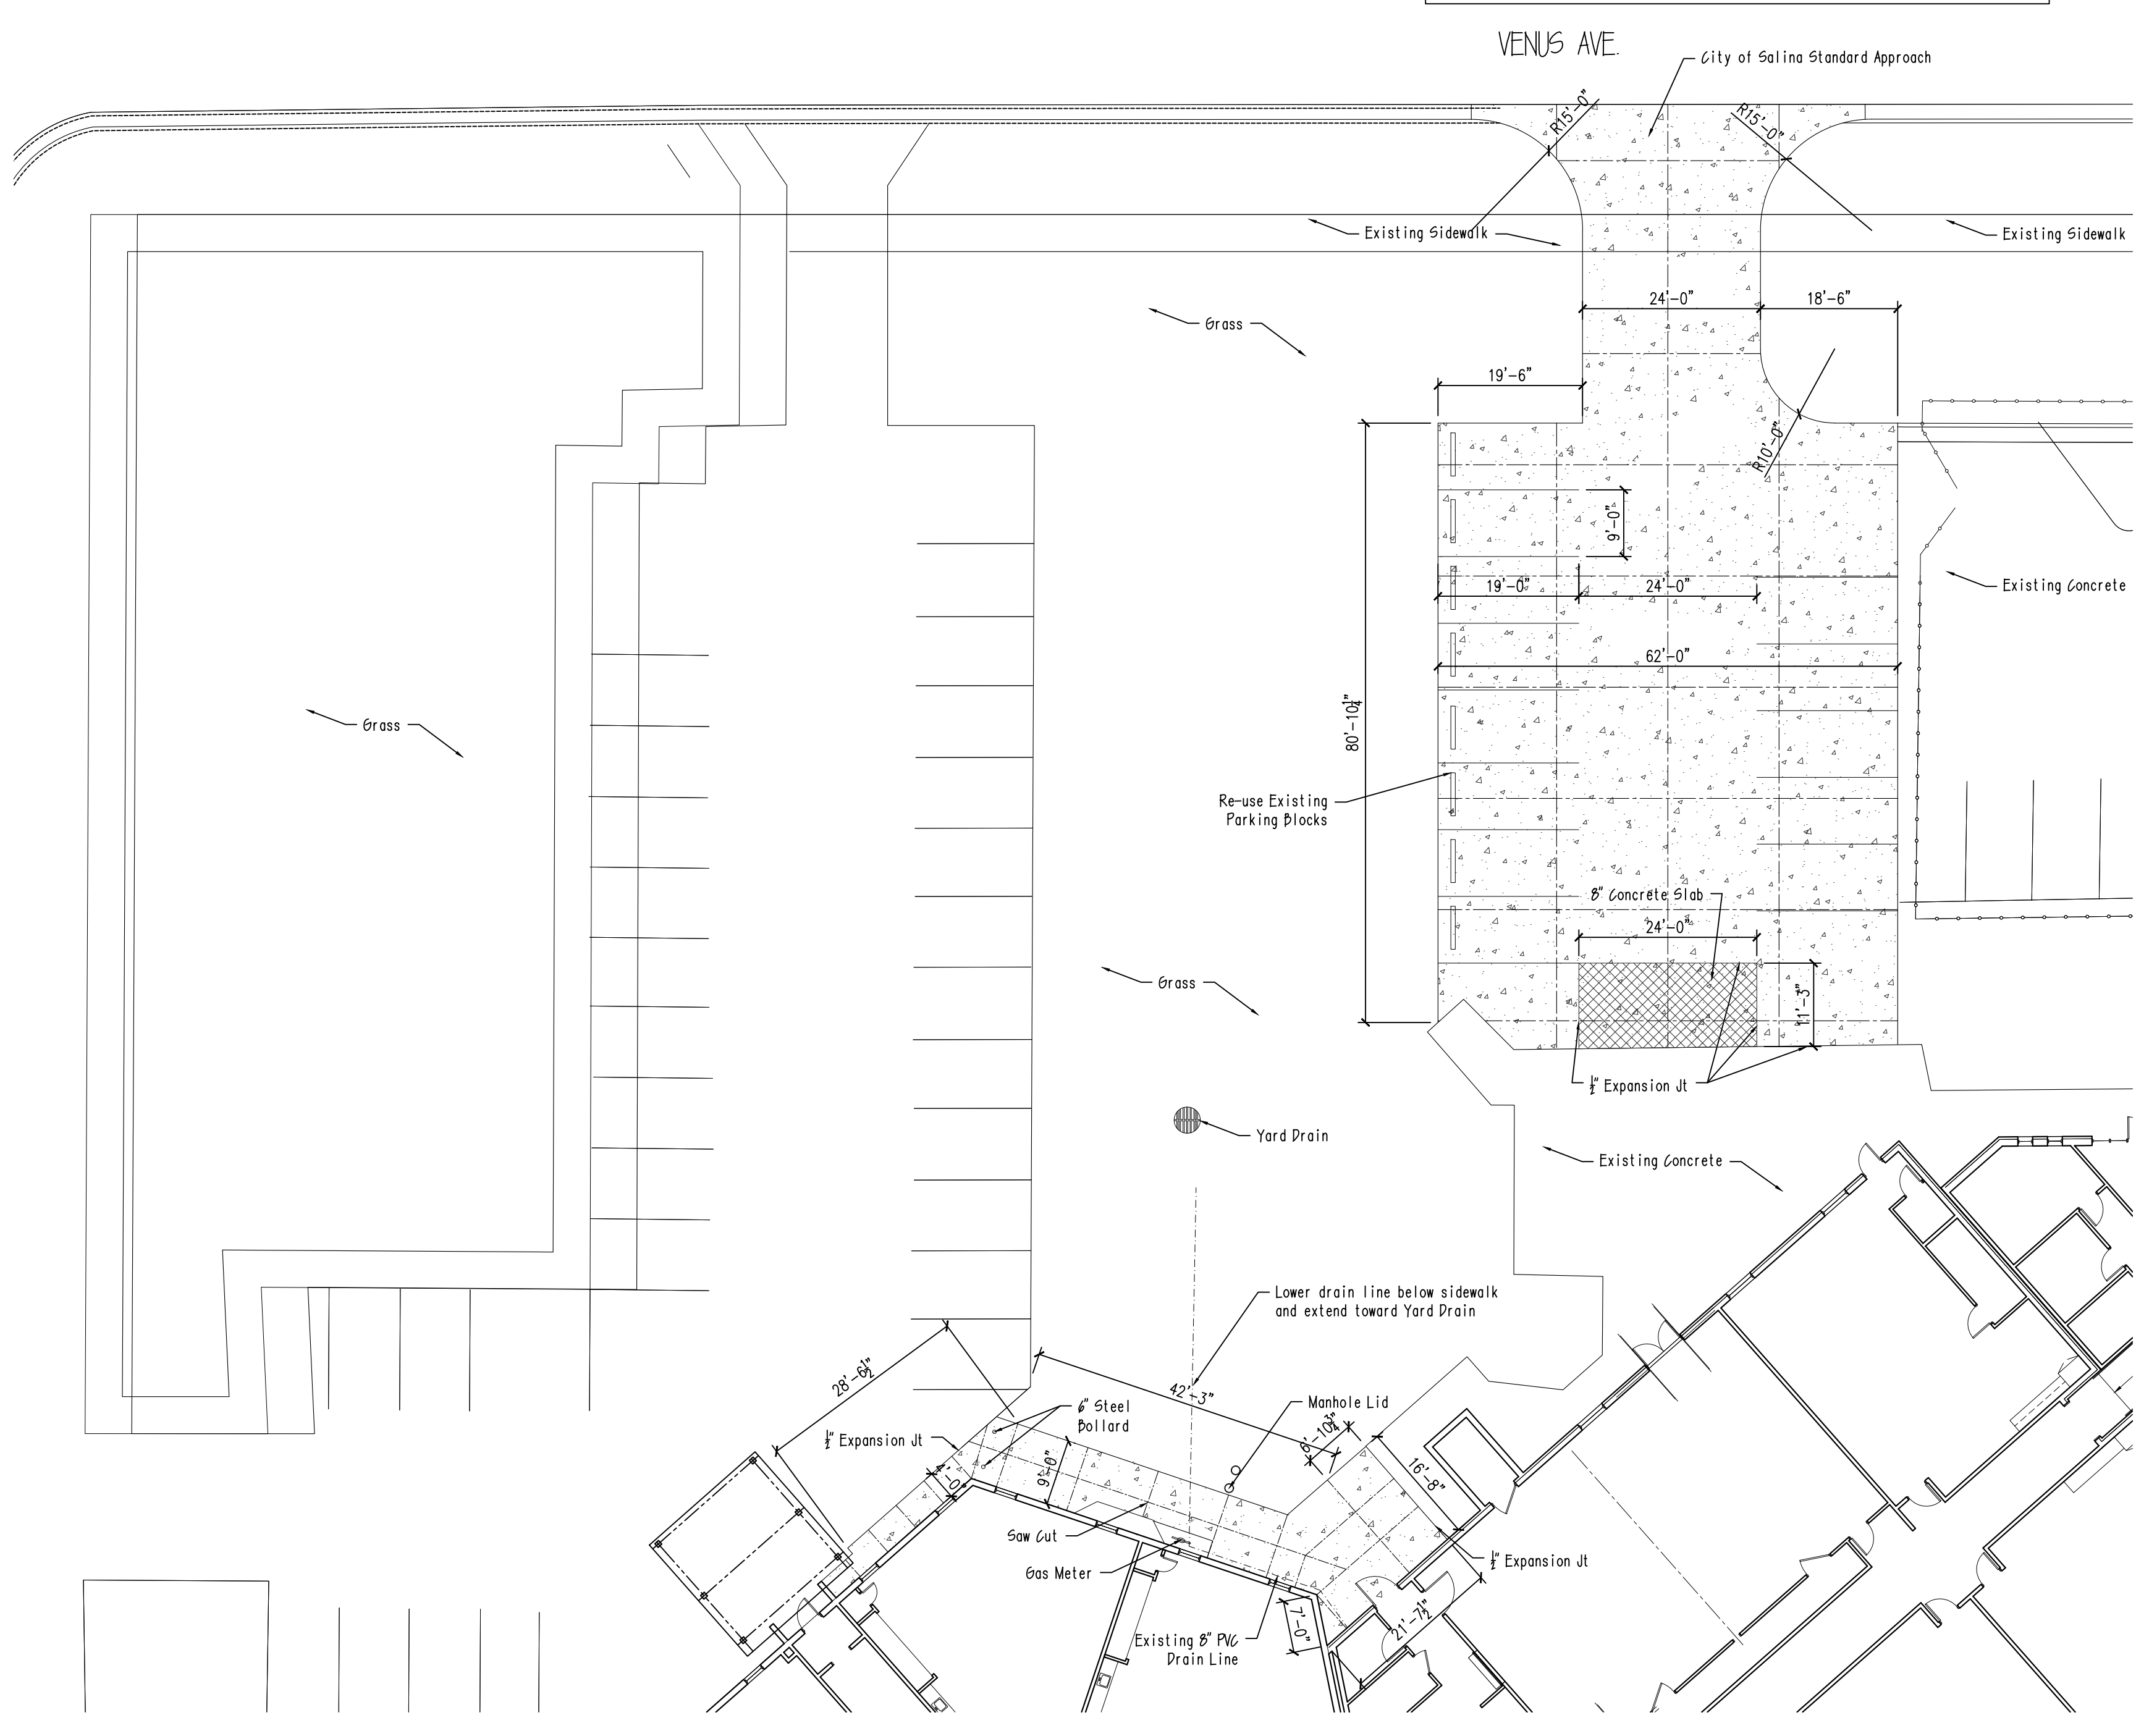 VENUS AVE.
City of Salina Standard Approach
R15'-0"
R15'-0"
Existing Sidewalk
Existing Sidewalk
24'-0"
18'-6"
Grass
19'-6"
R10'-0"
9'-0"
19'-0"
24'-0"
Existing Concrete
62'-0"
80'-10¼"
Grass
Re-use Existing
Parking Blocks
8" Concrete Slab
24'-0"
11'-3"
Grass
½" Expansion Jt
Yard Drain
Existing Concrete
Lower drain line below sidewalk
and extend toward Yard Drain
28'-6½"
42'-3"
6" Steel
Bollard
Manhole Lid
6'-10¾"
½" Expansion Jt
4'-0"
9'-0"
16'-8"
Saw Cut
Gas Meter
½" Expansion Jt
7'-0"
21'-7½"
Existing 8" PVC
Drain Line